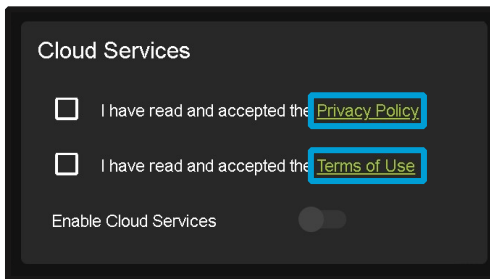 Cloud Services
I have read and accepted the Privacy Policy
I have read and accepted the Terms of Use
Enable Cloud Services